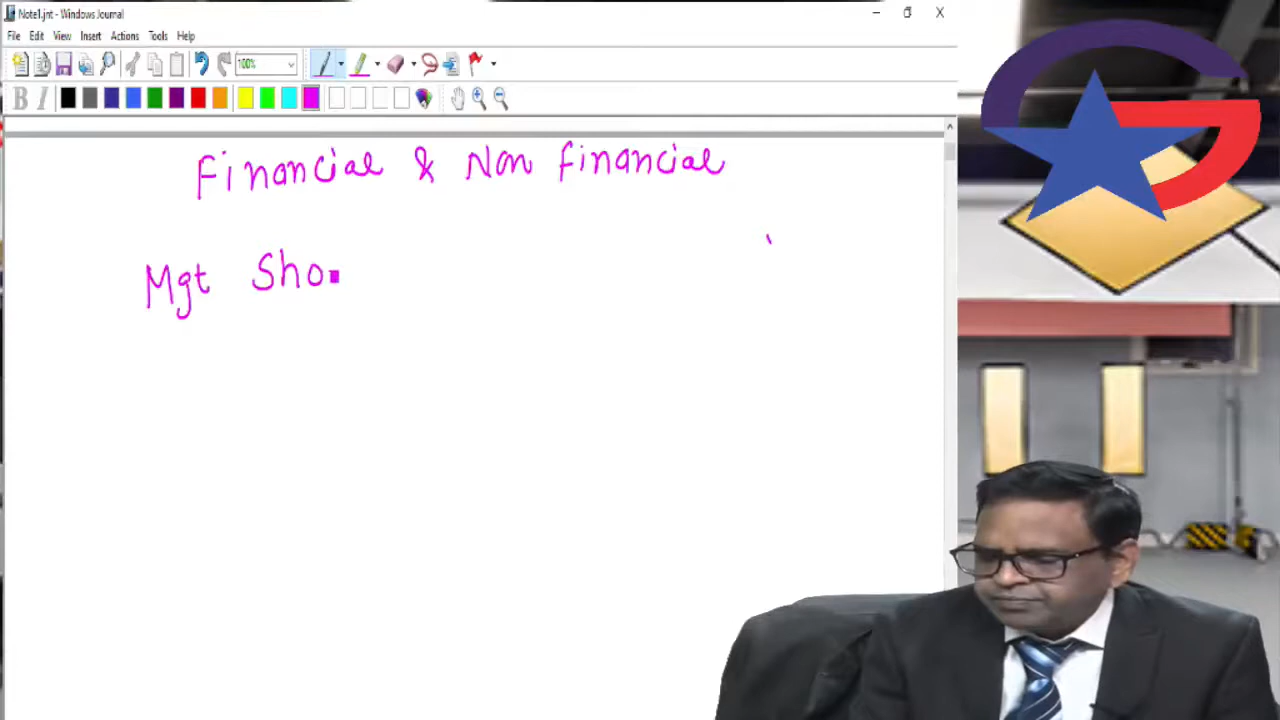 Note1.jnt - Windows Journal
File Edit View Insert Actions Tools Help
100%
B I
Financial & Non Financial
Mgt Sho